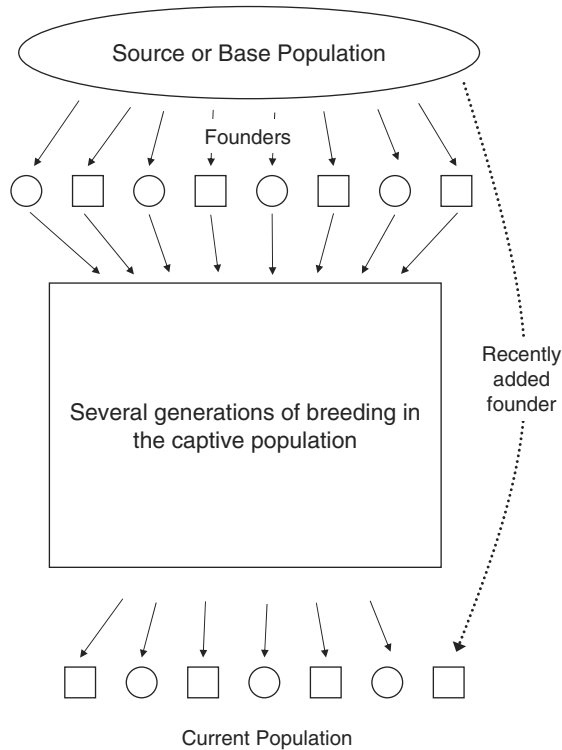 Source or Base Population
Founders
Recently
added
founder
Several generations of breeding in
the captive population
Current Population